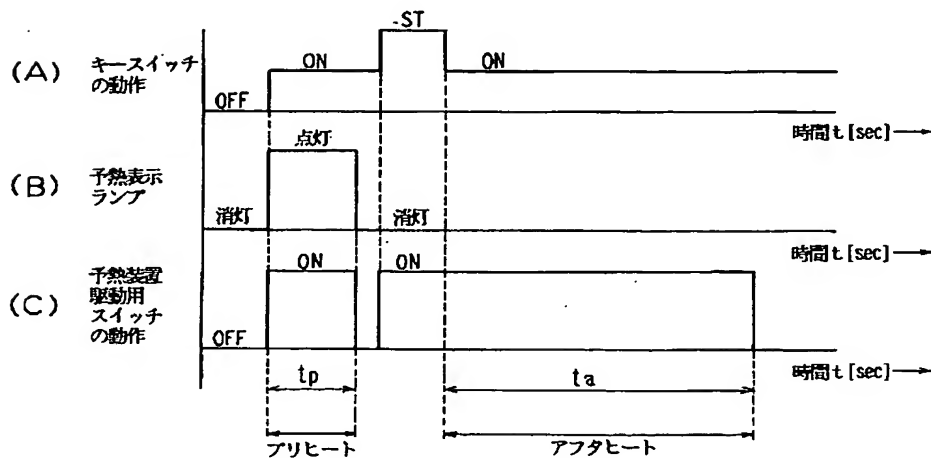 -ST
(A) キースイッチ
の動作
ON
ON
OFF
時間t[sec]
点灯
(B) 予熱表示
ランプ
消灯
消灯
時間t[sec]
(C) 予熱装置
駆動用
スイッチ
の動作
ON
ON
OFF
時間t[sec]
tp
ta
プリヒート
アフタヒート